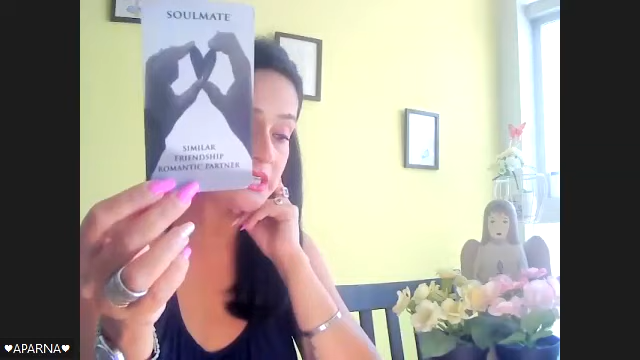 SOULMATE
SIMILAR
FRIENDSHIP
ROMANTIC PARTNER
♥APARNA♥